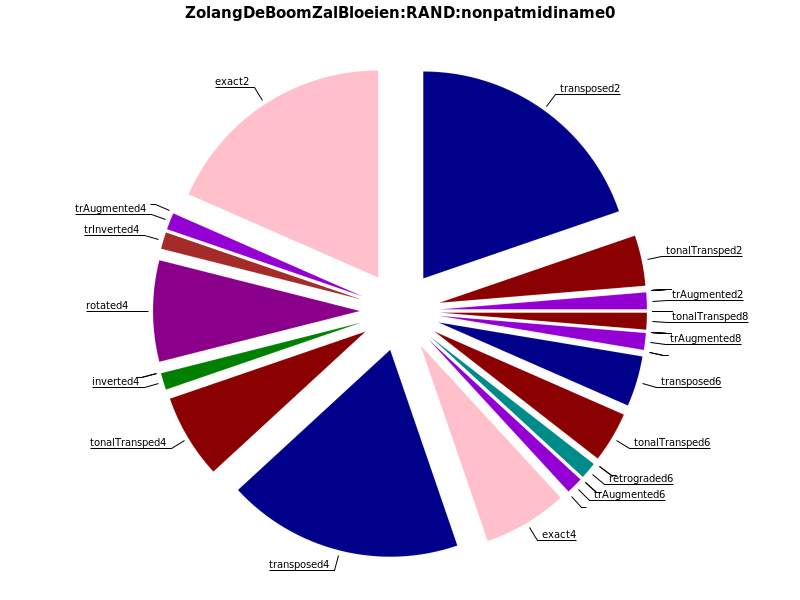 ZolangDeBoomZalBloeien:RAND:nonpatmidiname0
exact2
transposed2
trAugmented4
trInverted4
tonalTransped2
trAugmented2
rotated4
tonalTransped8
trAugmented8
inverted4
transposed6
tonalTransped4
tonalTransped6
retrograded6
trAugmented6
exact4
transposed4